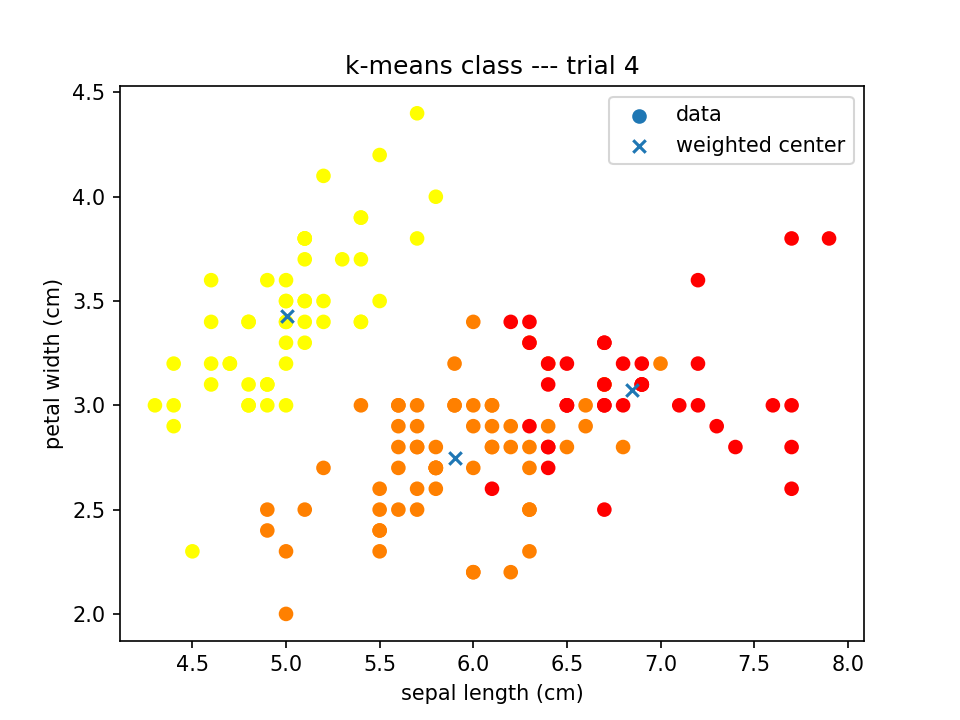 k-means class --- trial 4
data
weighted center
4.5
4.0
3.5
3.0
2.5
2.0
petal width (cm)
4.5 5.0 5.5 6.0 6.5 7.0 7.5 8.0
sepal length (cm)